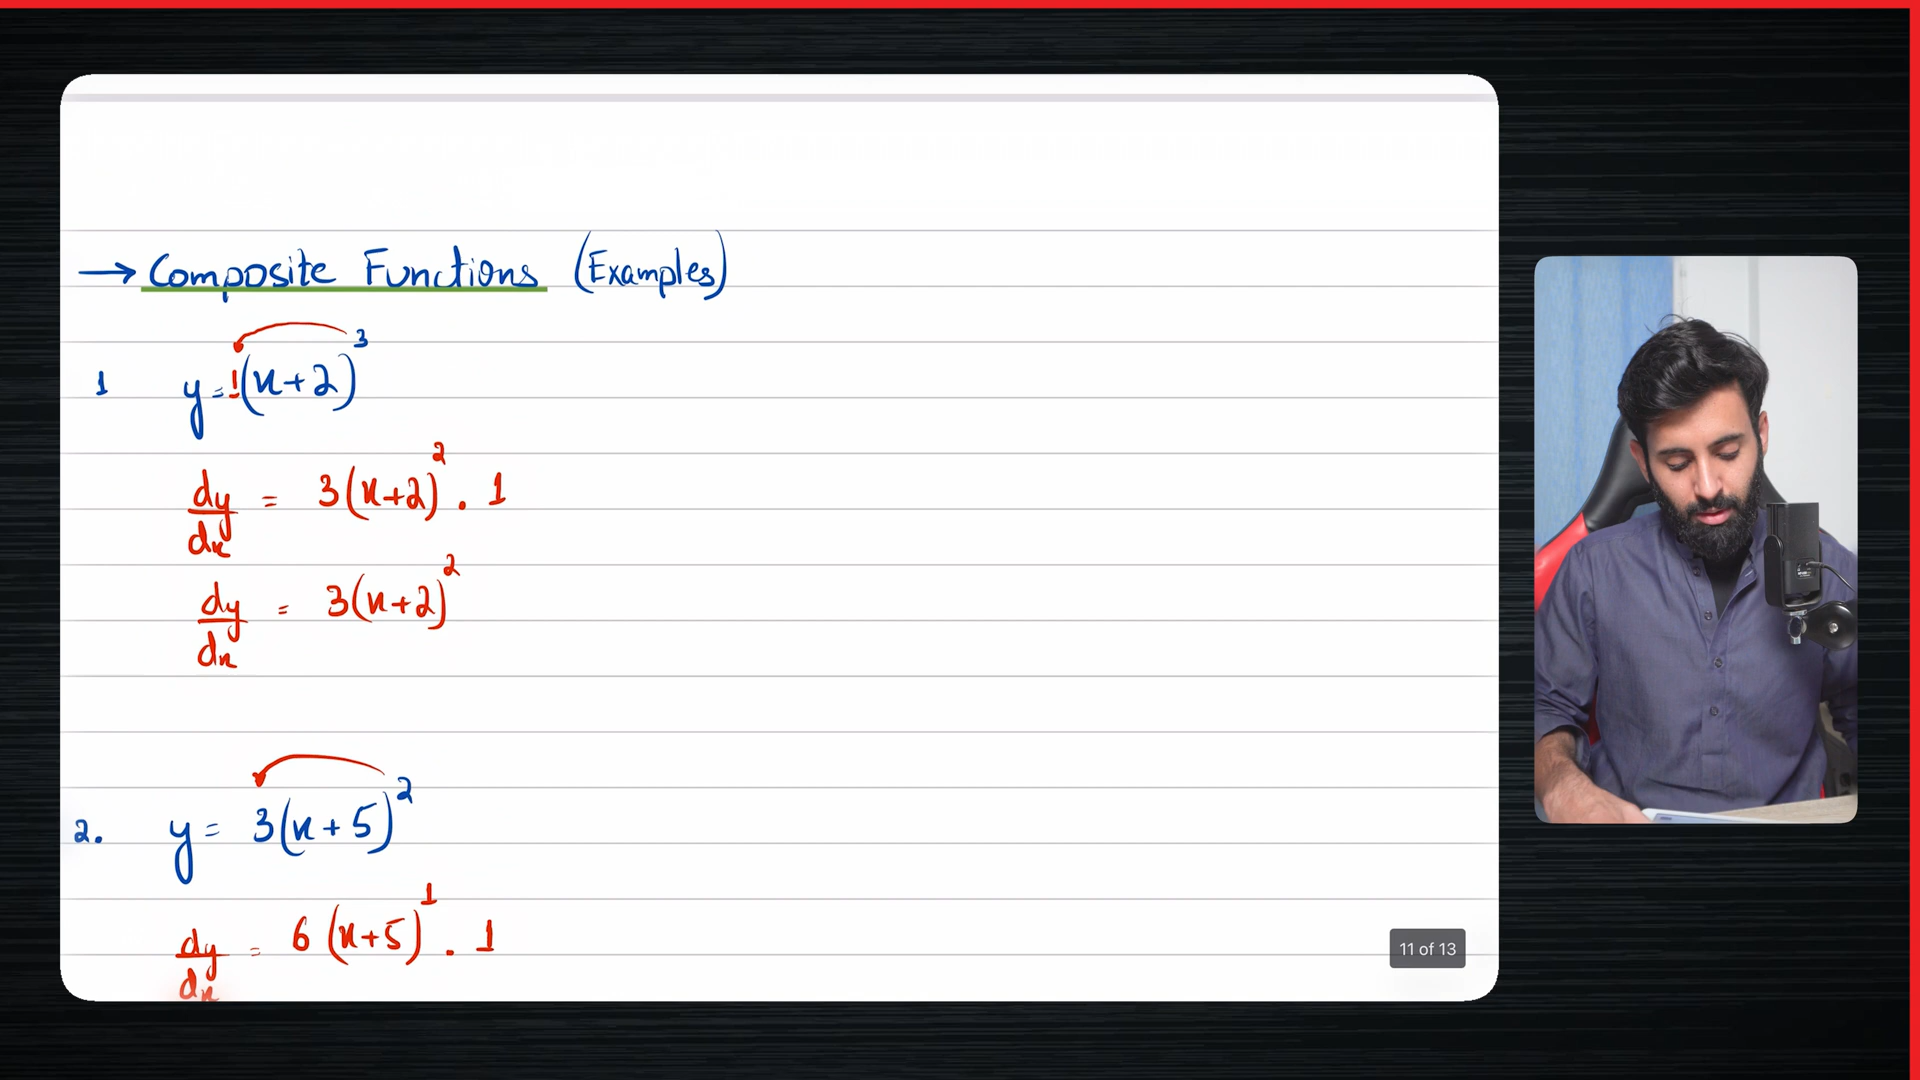 → Composite Functions (Examples)
1 y = 1(x+2)³
dy/dx = 3(x+2)² . 1
dy/dx = 3(x+2)²
2. y = 3(x+5)²
dy/dx = 6(x+5)¹ . 1
11 of 13